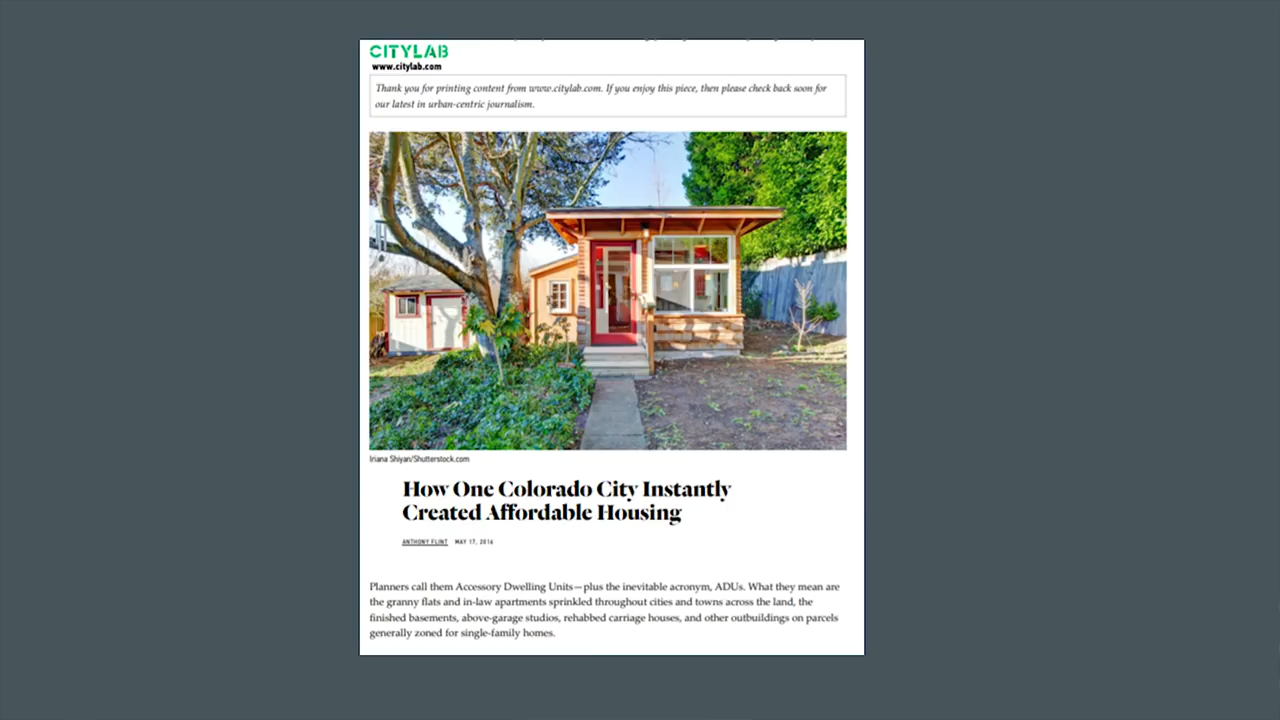 CITYLAB
www.citylab.com
Thank you for printing content from www.citylab.com. If you enjoy this piece, then please check back soon for
our latest in urban-centric journalism.
Iriana Shiyan/Shutterstock.com
How One Colorado City Instantly
Created Affordable Housing
ANTHONY FLINT MAY 17, 2016
Planners call them Accessory Dwelling Units—plus the inevitable acronym, ADUs. What they mean are
the granny flats and in-law apartments sprinkled throughout cities and towns across the land, the
finished basements, above-garage studios, rehabbed carriage houses, and other outbuildings on parcels
generally zoned for single-family homes.